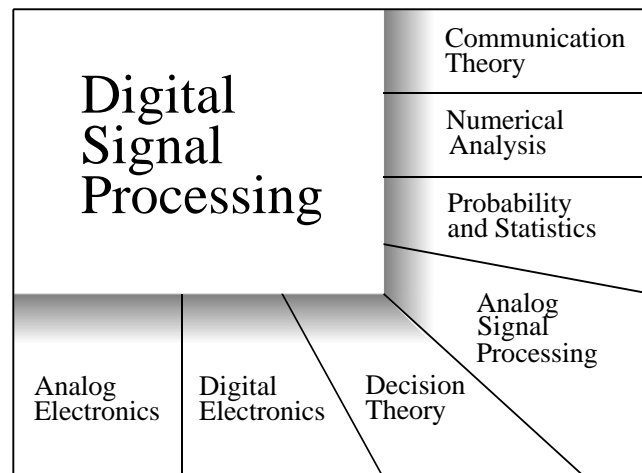 Digital
Signal
Processing
Communication
Theory
Numerical
Analysis
Probability
and Statistics
Analog
Signal
Processing
Decision
Theory
Digital
Electronics
Analog
Electronics